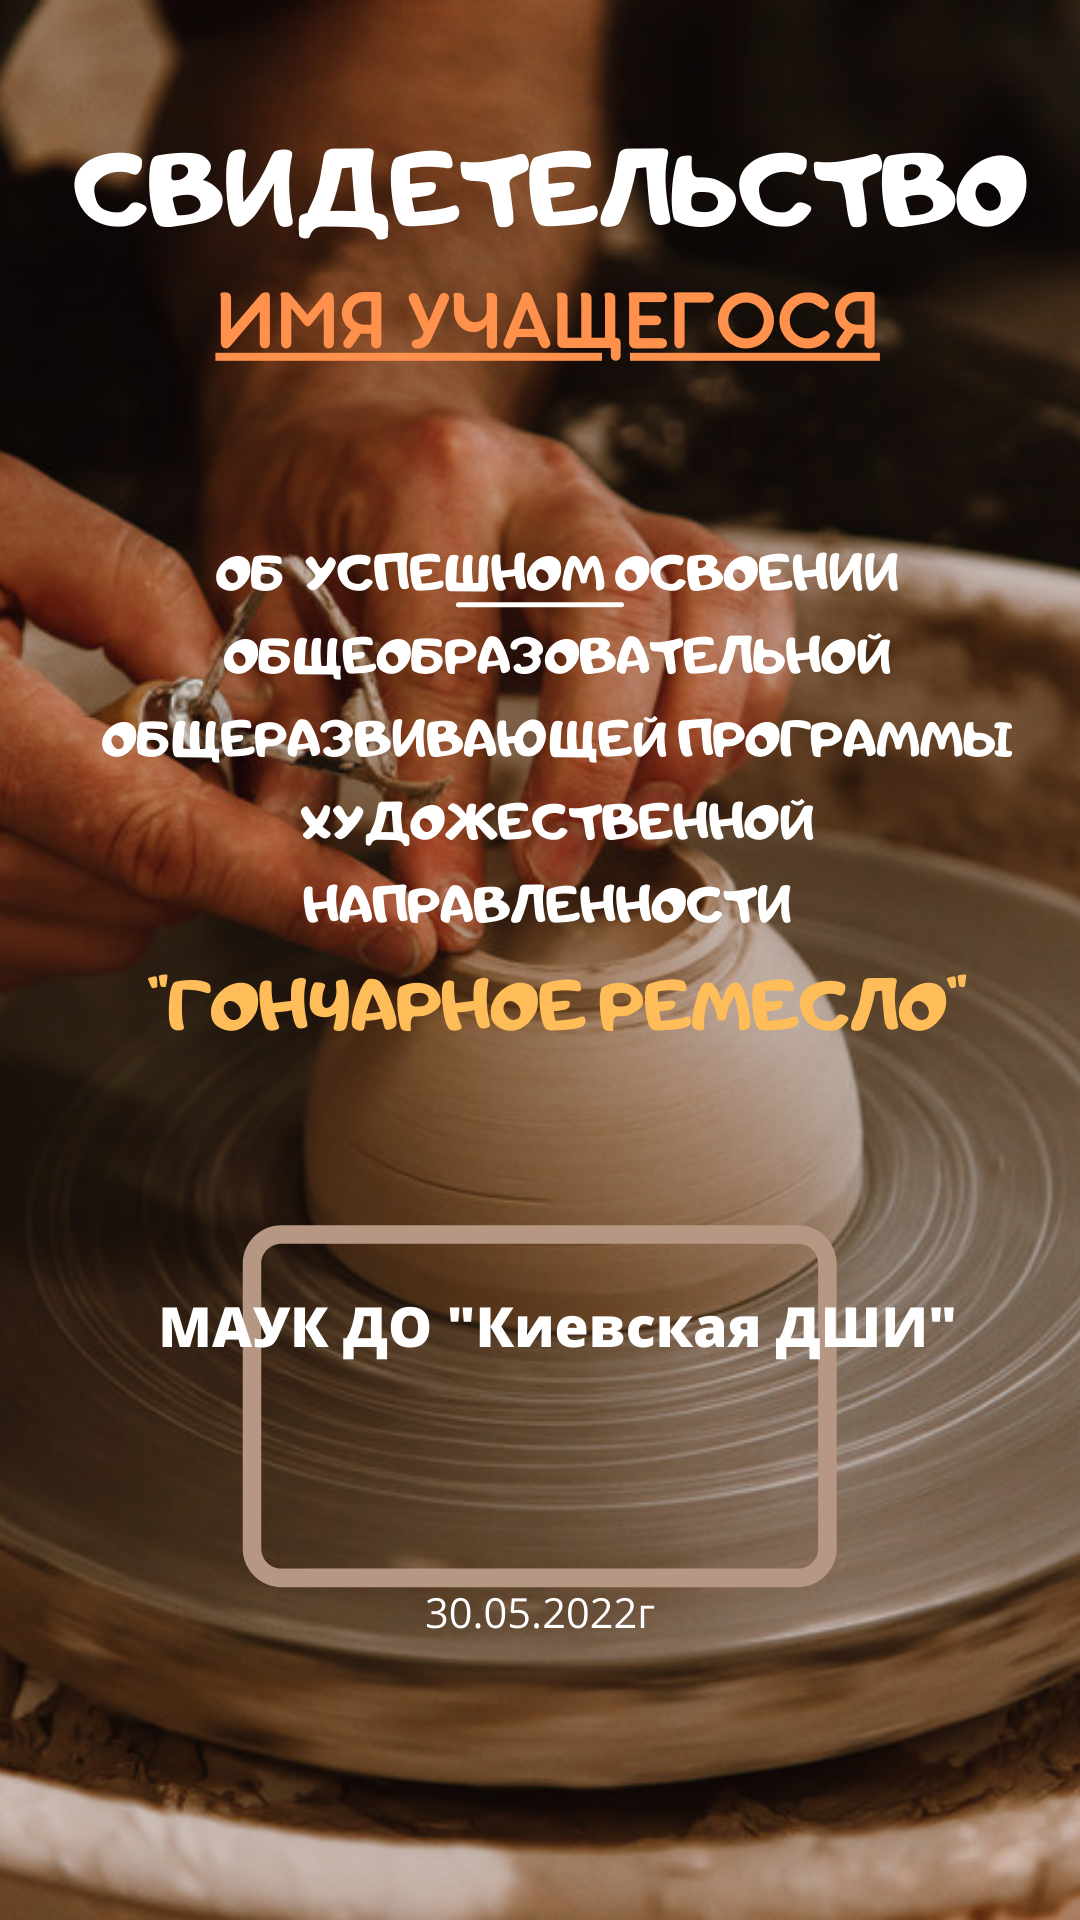 СВИДЕТЕЛЬСТВО
ИМЯ УЧАЩЕГОСЯ
ОБ УСПЕШНОМ ОСВОЕНИИ
ОБЩЕОБРАЗОВАТЕЛЬНОЙ
ОБЩЕРАЗВИВАЮЩЕЙ ПРОГРАММЫ
ХУДОЖЕСТВЕННОЙ
НАПРАВЛЕННОСТИ
"ГОНЧАРНОЕ РЕМЕСЛО"
МАУК ДО "Киевская ДШИ"
30.05.2022г